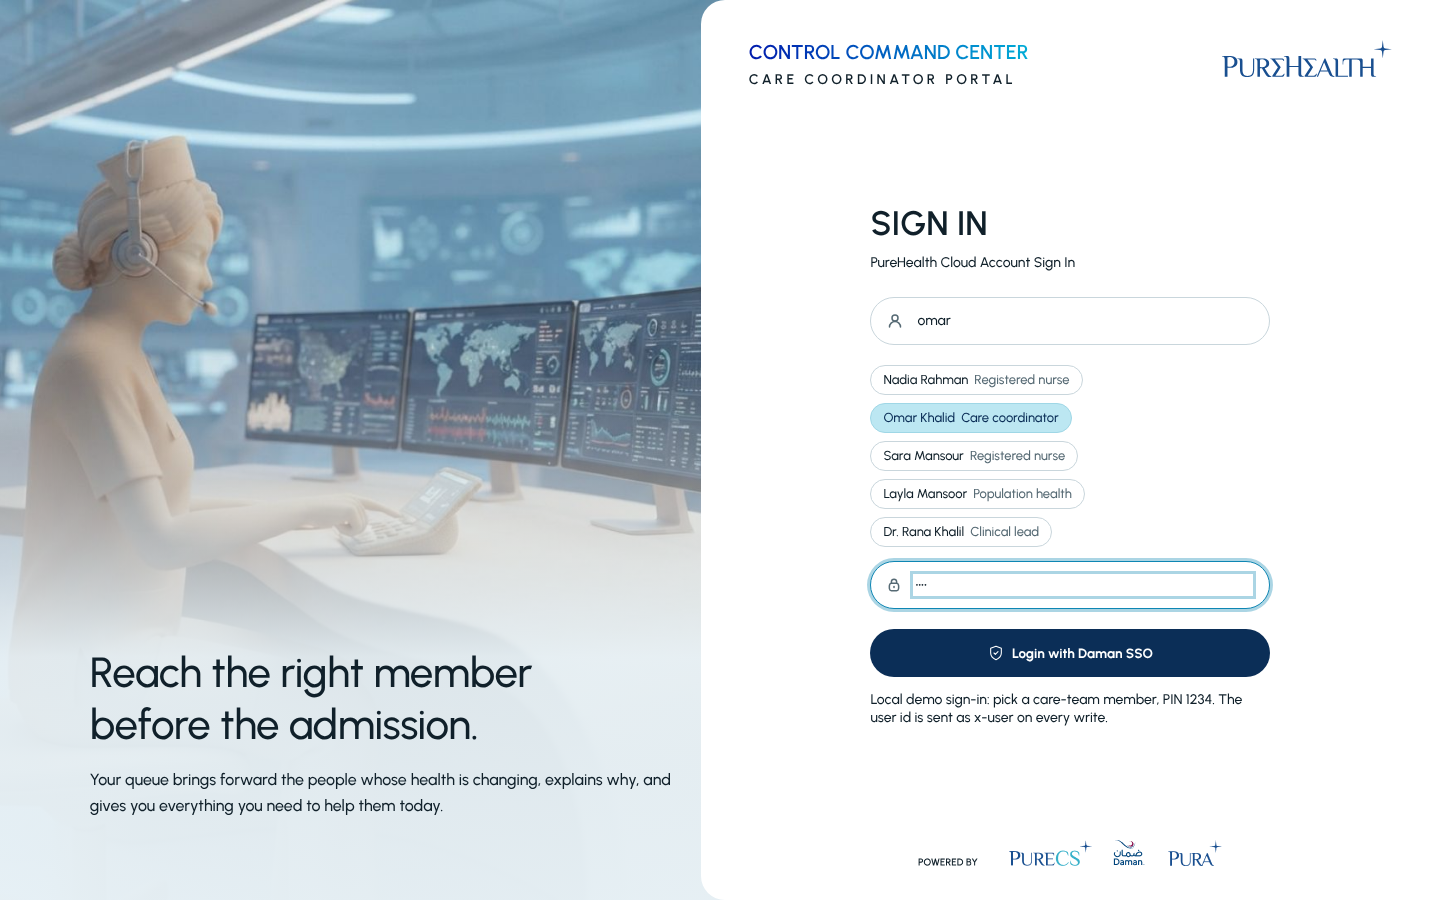 CONTROL COMMAND CENTER
CARE COORDINATOR PORTAL
PUREHEALTH
SIGN IN
PureHealth Cloud Account Sign In
omar
Nadia Rahman Registered nurse
Omar Khalid Care coordinator
Sara Mansour Registered nurse
Layla Mansoor Population health
Dr. Rana Khalil Clinical lead
Login with Daman SSO
Local demo sign-in: pick a care-team member, PIN 1234. The
user id is sent as x-user on every write.
Reach the right member
before the admission.
Your queue brings forward the people whose health is changing, explains why, and
gives you everything you need to help them today.
POWERED BY
PURECS
ضمان
Daman.
PURA